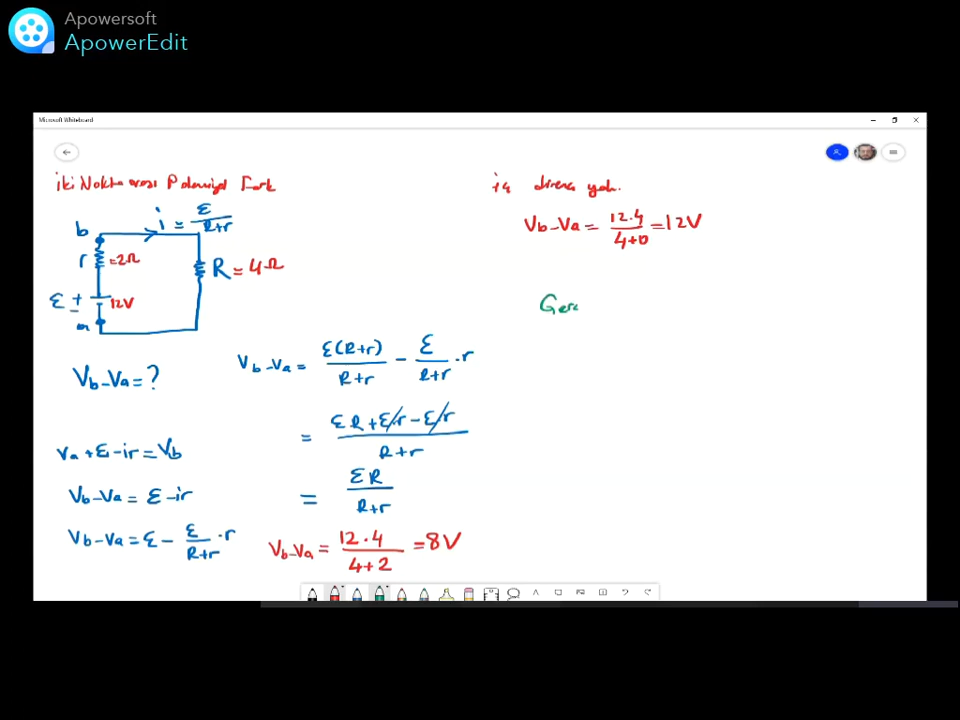 Apowersoft
ApowerEdit
Microsoft Whiteboard
İki Nokta arası Potansiyel Fark
b
i = ε/(R+r)
r =2Ω
R = 4Ω
ε + - 12V
a
Vb-Va=?
Va+ε-ir=Vb
Vb-Va= ε-ir
Vb-Va= ε- ε/(R+r) ·r
Vb-Va= ε(R+r)/(R+r) - ε/(R+r) ·r
= (εR+εr-εr)/(R+r)
= εR/(R+r)
Vb-Va= 12.4/(4+2) =8V
iç direnç yok.
Vb-Va= 12.4/(4+0) =12V
Gere